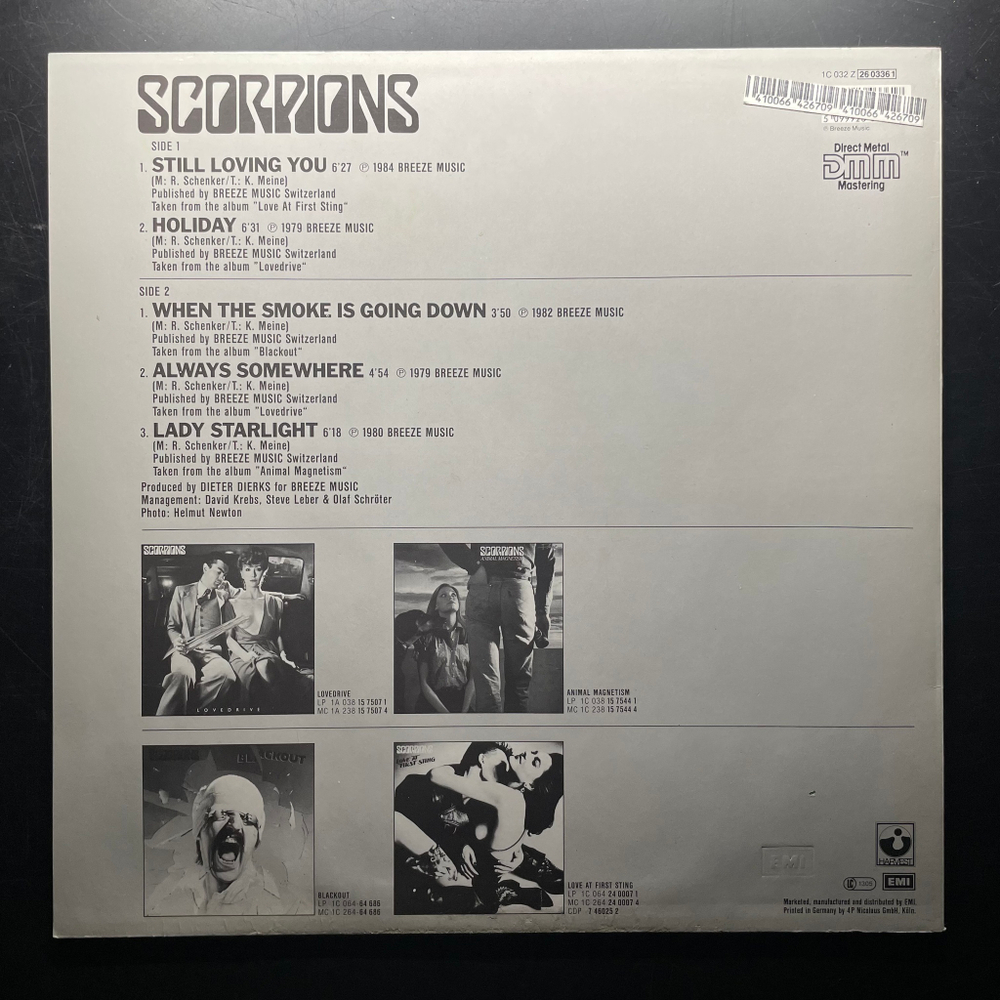 SCORPIONS
1C 032 Z 26 0336 1
410066 426709 410066 426709
℗ Breeze Music
Direct Metal
DMM™
Mastering
SIDE 1
1. STILL LOVING YOU 6'27 ℗ 1984 BREEZE MUSIC
(M: R. Schenker/T.: K. Meine)
Published by BREEZE MUSIC Switzerland
Taken from the album "Love At First Sting"
2. HOLIDAY 6'31 ℗ 1979 BREEZE MUSIC
(M: R. Schenker/T.: K. Meine)
Published by BREEZE MUSIC Switzerland
Taken from the album "Lovedrive"
SIDE 2
1. WHEN THE SMOKE IS GOING DOWN 3'50 ℗ 1982 BREEZE MUSIC
(M: R. Schenker/T.: K. Meine)
Published by BREEZE MUSIC Switzerland
Taken from the album "Blackout"
2. ALWAYS SOMEWHERE 4'54 ℗ 1979 BREEZE MUSIC
(M: R. Schenker/T.: K. Meine)
Published by BREEZE MUSIC Switzerland
Taken from the album "Lovedrive"
3. LADY STARLIGHT 6'18 ℗ 1980 BREEZE MUSIC
(M: R. Schenker/T.: K. Meine)
Published by BREEZE MUSIC Switzerland
Taken from the album "Animal Magnetism"
Produced by DIETER DIERKS for BREEZE MUSIC
Management: David Krebs, Steve Leber & Olaf Schröter
Photo: Helmut Newton
SCORPIONS
LOVEDRIVE
LOVEDRIVE
LP 1A 038 15 7507 1
MC 1A 238 15 7507 4
SCORPIONS
ANIMAL MAGNETISM
ANIMAL MAGNETISM
LP 1C 038 15 7544 1
MC 1C 238 15 7544 4
BLACKOUT
BLACKOUT
LP 1C 064-64 686
MC 1C 264-64 686
SCORPIONS
LOVE AT
FIRST STING
LOVE AT FIRST STING
LP 1C 064 24 0007 1
MC 1C 264 24 0007 4
CDP 7 46025 2
EMI
HARVEST
EMI
Marketed, manufactured and distributed by EMI.
Printed in Germany by 4P Nicolaus GmbH, Köln.